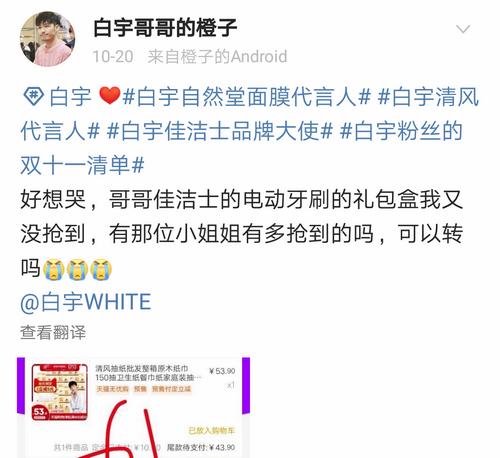 白宇哥哥的橙子
10-20 来自橙子的Android
白宇 ❤️#白宇自然堂面膜代言人# #白宇清风
代言人# #白宇佳洁士品牌大使# #白宇粉丝的
双十一清单#
好想哭，哥哥佳洁士的电动牙刷的礼包盒我又
没抢到，有那位小姐姐有多抢到的吗，可以转
吗😭😭😭
@白宇WHITE
查看翻译
清风抽纸批发整箱原木纸巾 ¥53.90
150抽卫生纸餐巾纸家庭装抽… x1
天猫无忧购 预售 预售付定立减
53
已放入购物车
共1件商品 尾款待支付: ¥43.90